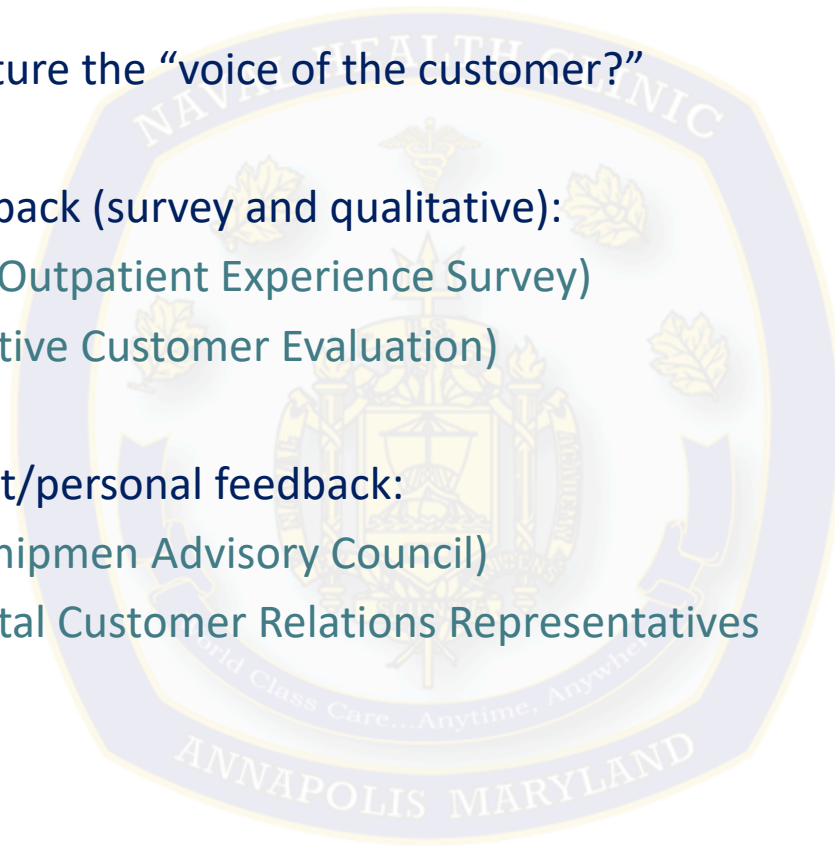 ture the “voice of the customer?”
NAVAL HEALTH CLINIC
back (survey and qualitative):
Outpatient Experience Survey)
tive Customer Evaluation)
t/personal feedback:
hipmen Advisory Council)
tal Customer Relations Representatives
World Class Care...Anytime, Anywhere
ANNAPOLIS MARYLAND